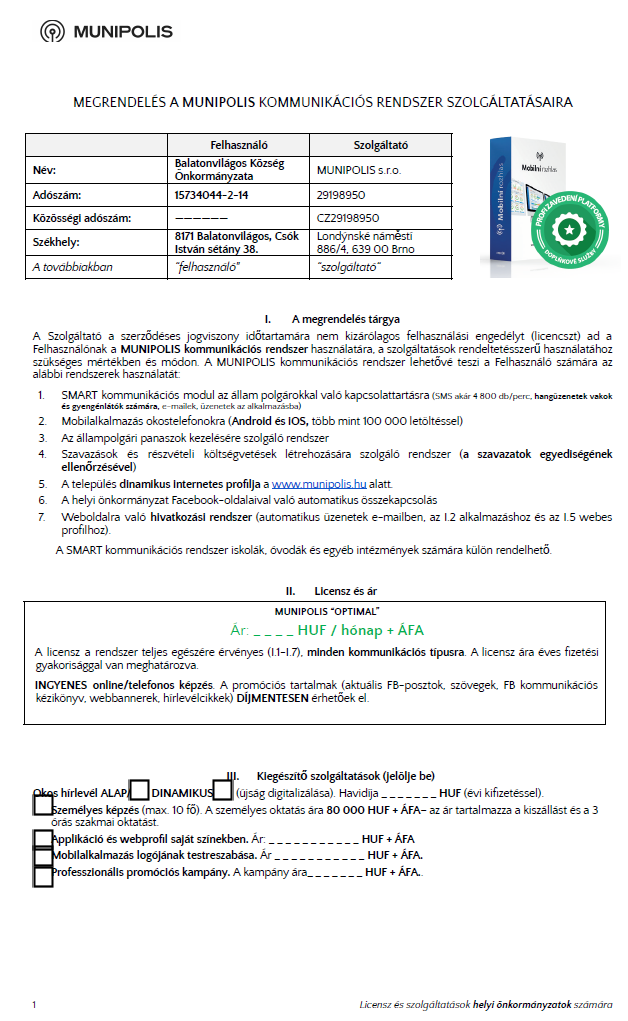 MUNIPOLIS
MEGRENDELÉS A MUNIPOLIS KOMMUNIKÁCIÓS RENDSZER SZOLGÁLTATÁSAIRA
Felhasználó Szolgáltató
Név: Balatonvilágos Község Önkormányzata MUNIPOLIS s.r.o.
Adószám: 15734044-2-14 29198950
Közösségi adószám: —————— CZ29198950
Székhely: 8171 Balatonvilágos, Csók István sétány 38. Londýnské náměstí 886/4, 639 00 Brno
A továbbiakban "felhasználó" "szolgáltató"
Mobilní rozhlas
Mobilní rozhlas
PROFI ZAVEDENÍ PLATFORMY
DOPLŇKOVÉ SLUŽBY
I. A megrendelés tárgya
A Szolgáltató a szerződéses jogviszony időtartamára nem kizárólagos felhasználási engedélyt (licencszt) ad a
Felhasználónak a MUNIPOLIS kommunikációs rendszer használatára, a szolgáltatások rendeltetésszerű használatához
szükséges mértékben és módon. A MUNIPOLIS kommunikációs rendszer lehetővé teszi a Felhasználó számára az
alábbi rendszerek használatát:
1. SMART kommunikációs modul az állam polgárokkal való kapcsolattartásra (SMS akár 4 800 db/perc, hangüzenetek vakok
és gyengénlátók számára, e-mailek, üzenetek az alkalmazásba)
2. Mobilalkalmazás okostelefonokra (Android és iOS, több mint 100 000 letöltéssel)
3. Az állampolgári panaszok kezelésére szolgáló rendszer
4. Szavazások és részvételi költségvetések létrehozására szolgáló rendszer (a szavazatok egyediségének
ellenőrzésével)
5. A település dinamikus internetes profilja a www.munipolis.hu alatt.
6. A helyi önkormányzat Facebook-oldalaival való automatikus összekapcsolás
7. Weboldalra való hivatkozási rendszer (automatikus üzenetek e-mailben, az I.2 alkalmazáshoz és az I.5 webes
profilhoz).
A SMART kommunikációs rendszer iskolák, óvodák és egyéb intézmények számára külön rendelhető.
II. Licensz és ár
MUNIPOLIS "OPTIMAL"
Ár: _ _ _ _ HUF / hónap + ÁFA
A licensz a rendszer teljes egészére érvényes (I.1-I.7), minden kommunikációs típusra. A licensz ára éves fizetési
gyakorisággal van meghatározva.
INGYENES online/telefonos képzés. A promóciós tartalmak (aktuális FB-posztok, szövegek, FB kommunikációs
kézikönyv, webbannerek, hírlevélcikkek) DÍJMENTESEN érhetőek el.
III. Kiegészítő szolgáltatások (jelölje be)
Okos hírlevél ALAP/ DINAMIKUS (újság digitalizálása). Havidíja _ _ _ _ _ _ _ HUF (évi kifizetéssel).
Személyes képzés (max. 10 fő). A személyes oktatás ára 80 000 HUF + ÁFA– az ár tartalmazza a kiszállást és a 3
órás szakmai oktatást.
Applikáció és webprofil saját színekben. Ár: _ _ _ _ _ _ _ _ _ _ _ HUF + ÁFA
Mobilalkalmazás logójának testreszabása. Ár _ _ _ _ _ _ _ _ _ _ _ HUF + ÁFA.
Professzionális promóciós kampány. A kampány ára_ _ _ _ _ _ _ HUF + ÁFA..
1 Licensz és szolgáltatások helyi önkormányzatok számára